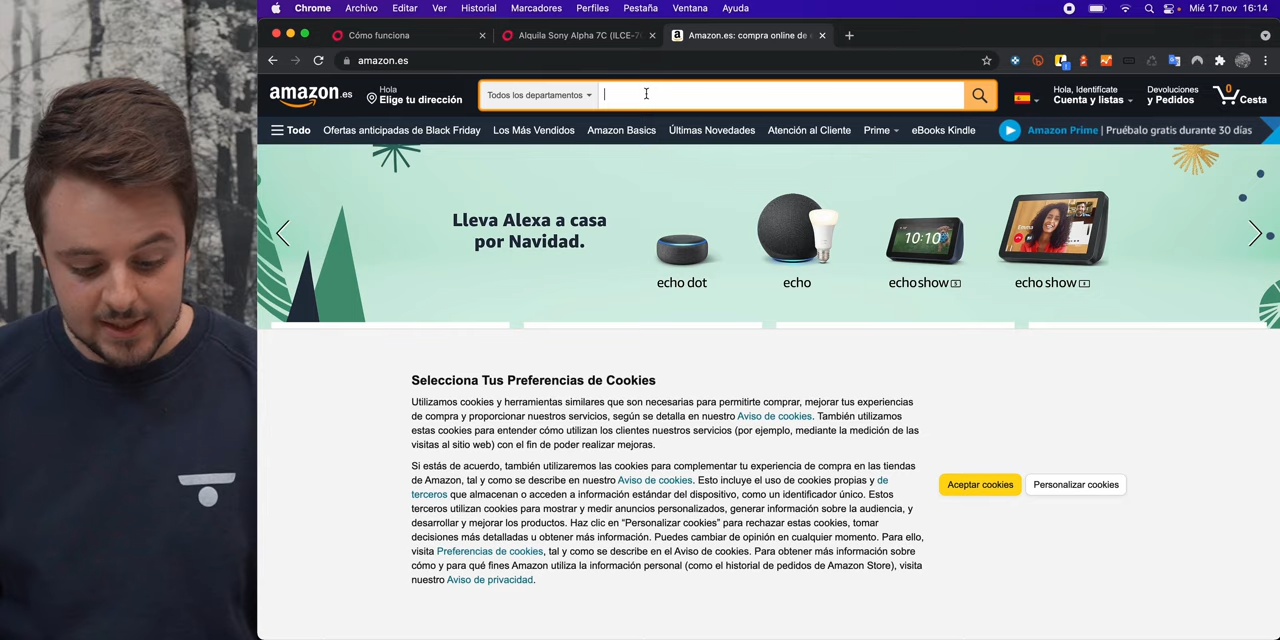 Chrome Archivo Editar Ver Historial Marcadores Perfiles Pestaña Ventana Ayuda Mié 17 nov 16:14
Cómo funciona
Alquila Sony Alpha 7C (ILCE-7
Amazon.es: compra online de
amazon.es
amazon.es
Hola
Elige tu dirección
Todos los departamentos
Hola, Identifícate
Cuenta y listas
Devoluciones
y Pedidos
0
Cesta
Todo Ofertas anticipadas de Black Friday Los Más Vendidos Amazon Basics Últimas Novedades Atención al Cliente Prime eBooks Kindle Amazon Prime | Pruébalo gratis durante 30 días
Lleva Alexa a casa
por Navidad.
10:10
echo dot
echo
echo show 5
echo show 8
Selecciona Tus Preferencias de Cookies
Utilizamos cookies y herramientas similares que son necesarias para permitirte comprar, mejorar tus experiencias
de compra y proporcionar nuestros servicios, según se detalla en nuestro Aviso de cookies. También utilizamos
estas cookies para entender cómo utilizan los clientes nuestros servicios (por ejemplo, mediante la medición de las
visitas al sitio web) con el fin de poder realizar mejoras.
Si estás de acuerdo, también utilizaremos las cookies para complementar tu experiencia de compra en las tiendas
de Amazon, tal y como se describe en nuestro Aviso de cookies. Esto incluye el uso de cookies propias y de
terceros que almacenan o acceden a información estándar del dispositivo, como un identificador único. Estos
terceros utilizan cookies para mostrar y medir anuncios personalizados, generar información sobre la audiencia, y
desarrollar y mejorar los productos. Haz clic en “Personalizar cookies” para rechazar estas cookies, tomar
decisiones más detalladas u obtener más información. Puedes cambiar de opinión en cualquier momento. Para ello,
visita Preferencias de cookies, tal y como se describe en el Aviso de cookies. Para obtener más información sobre
cómo y para qué fines Amazon utiliza la información personal (como el historial de pedidos de Amazon Store), visita
nuestro Aviso de privacidad.
Aceptar cookies
Personalizar cookies